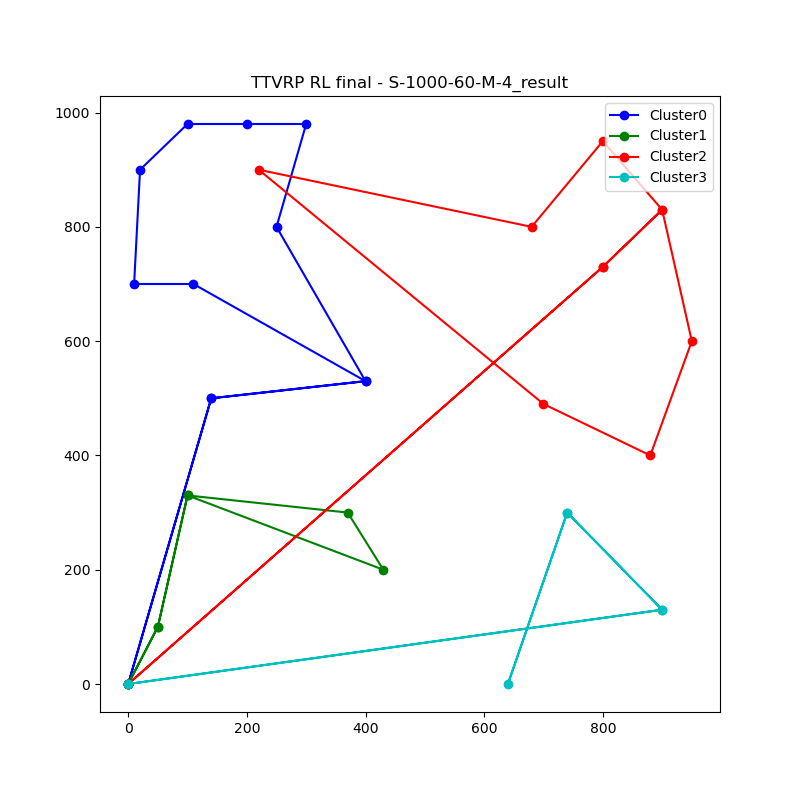 TTVRP RL final - S-1000-60-M-4_result
Cluster0
Cluster1
Cluster2
Cluster3
1000
800
600
400
200
0
0 200 400 600 800